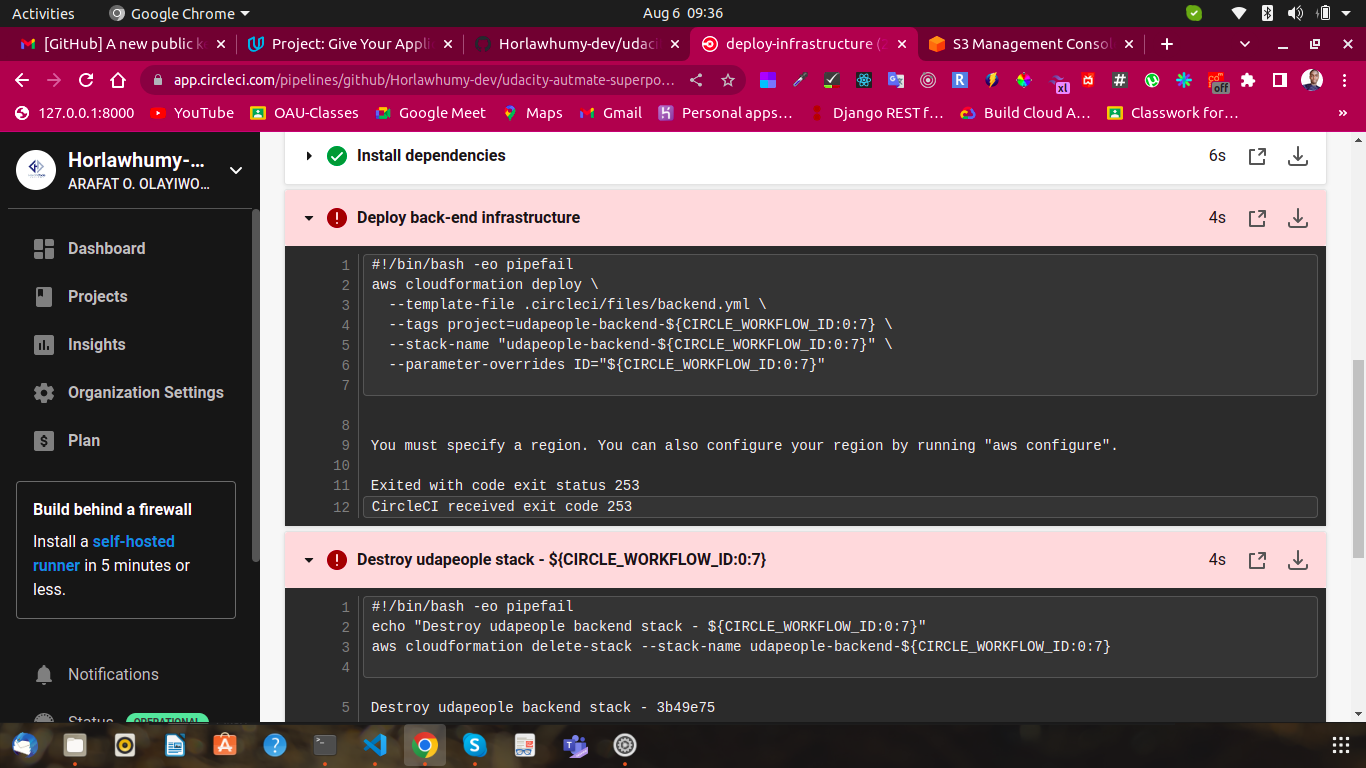 Activities
Google Chrome
Aug 6 09:36
[GitHub] A new public k
Project: Give Your Appli
Horlawhumy-dev/udaci
deploy-infrastructure (2
S3 Management Consol
app.circleci.com/pipelines/github/Horlawhumy-dev/udacity-autmate-superpo...
xl
off
127.0.0.1:8000
YouTube
OAU-Classes
Google Meet
Maps
Gmail
Personal apps...
Django REST f...
Build Cloud A...
Classwork for...
»
Horlawhumy-...
ARAFAT O. OLAYIWO...
Dashboard
Projects
Insights
Organization Settings
Plan
Build behind a firewall
Install a self-hosted
runner in 5 minutes or
less.
Notifications
Status OPERATIONAL
Install dependencies 6s
Deploy back-end infrastructure 4s
1 #!/bin/bash -eo pipefail
2 aws cloudformation deploy \
3 --template-file .circleci/files/backend.yml \
4 --tags project=udapeople-backend-${CIRCLE_WORKFLOW_ID:0:7} \
5 --stack-name "udapeople-backend-${CIRCLE_WORKFLOW_ID:0:7}" \
6 --parameter-overrides ID="${CIRCLE_WORKFLOW_ID:0:7}"
7
8
9 You must specify a region. You can also configure your region by running "aws configure".
10
11 Exited with code exit status 253
12 CircleCI received exit code 253
Destroy udapeople stack - ${CIRCLE_WORKFLOW_ID:0:7} 4s
1 #!/bin/bash -eo pipefail
2 echo "Destroy udapeople backend stack - ${CIRCLE_WORKFLOW_ID:0:7}"
3 aws cloudformation delete-stack --stack-name udapeople-backend-${CIRCLE_WORKFLOW_ID:0:7}
4
5 Destroy udapeople backend stack - 3b49e75